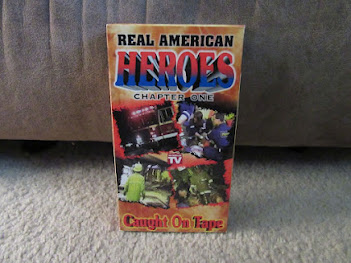 REAL AMERICAN
HEROES
CHAPTER ONE
TV
Caught On Tape